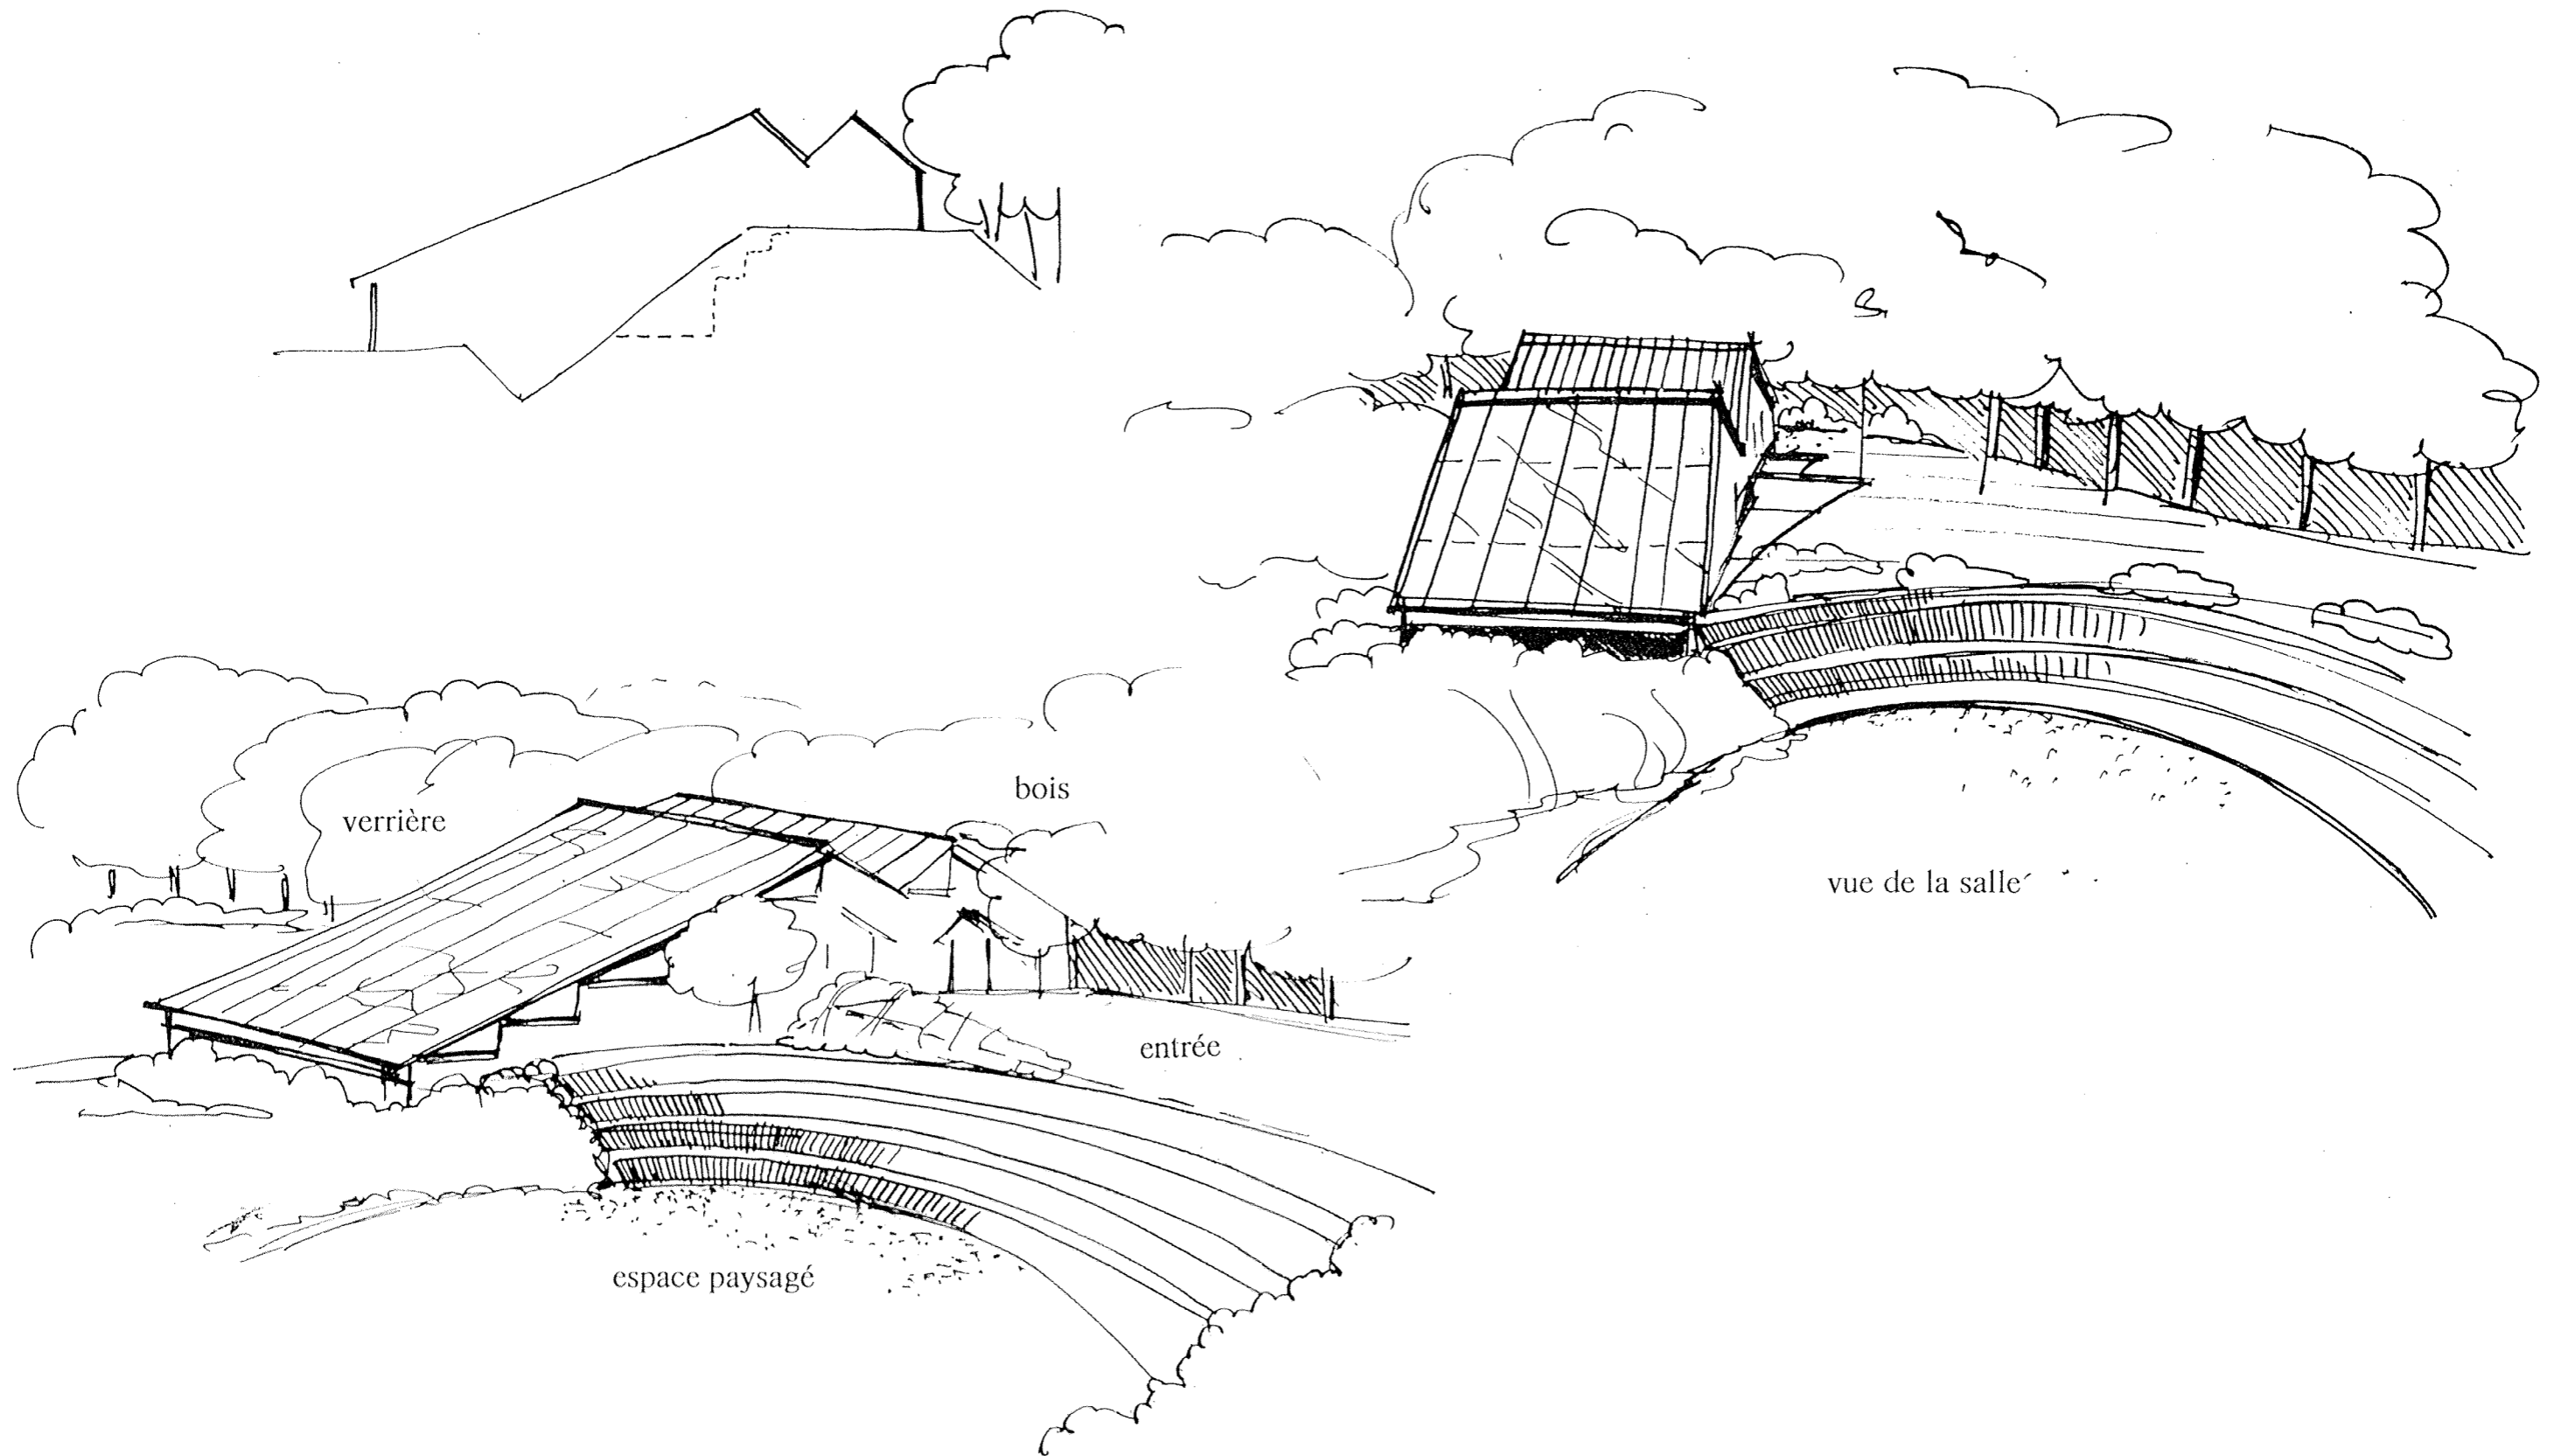 bois
verrière
vue de la salle
entrée
espace paysagé